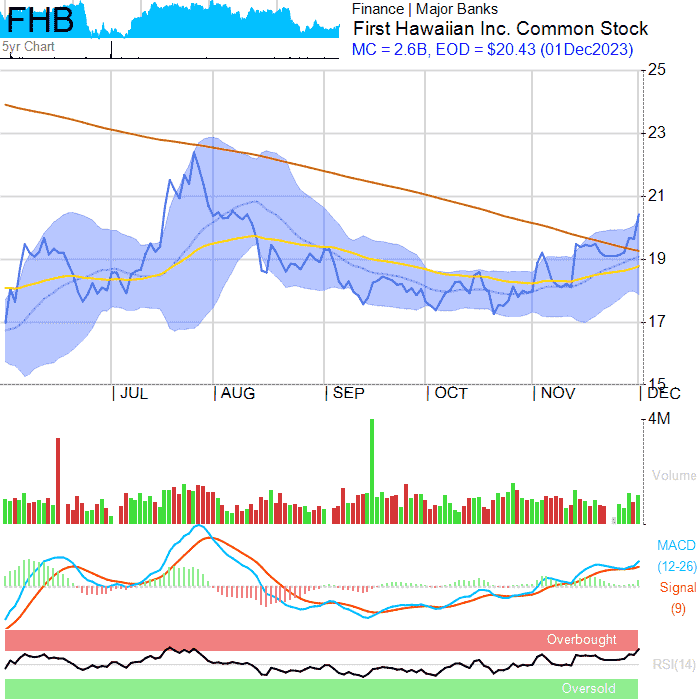 FHB
Finance | Major Banks
First Hawaiian Inc. Common Stock
5yr Chart
MC = 2.6B, EOD = $20.43 (01Dec2023)
25
23
21
19
17
15
JUL AUG SEP OCT NOV DEC
4M
Volume
MACD
(12-26)
Signal
(9)
Overbought
RSI(14)
Oversold